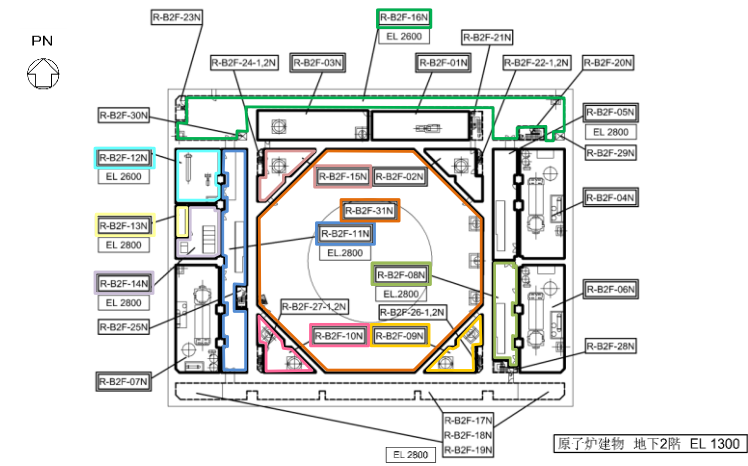 PN
R-B2F-23N
R-B2F-16N
EL 2600
R-B2F-21N
R-B2F-24-1,2N
R-B2F-03N
R-B2F-01N
R-B2F-22-1,2N
R-B2F-20N
R-B2F-30N
R-B2F-05N
EL 2800
R-B2F-12N
EL 2600
R-B2F-29N
R-B2F-15N
R-B2F-02N
R-B2F-04N
R-B2F-31N
R-B2F-13N
EL 2800
R-B2F-11N
EL.2800
R-B2F-08N
EL.2800
R-B2F-14N
EL 2800
R-B2F-06N
R-B2F-25N
R-B2F-27-1,2N
R-B2F-26-1,2N
R-B2F-10N
R-B2F-09N
R-B2F-28N
R-B2F-07N
R-B2F-17N
R-B2F-18N
R-B2F-19N
EL 2800
原子炉建物 地下2階 EL 1300